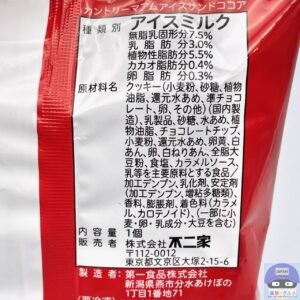 カントリーマアムアイスサンドココア
種類別 アイスミルク
無脂乳固形分7.5%
乳脂肪分3.0%
植物性脂肪分5.5%
カカオ脂肪分0.4%
卵脂肪分0.3%
原材料名 クッキー(小麦粉、砂糖、植物
油脂、還元水あめ、準チョコ
レート、卵、その他)(国内製
造)、乳製品、砂糖、水あめ、植
物油脂、チョコレートチップ、
小麦粉、還元水あめ、卵黄、白
あん、卵、白ねりあん、全脂大
豆粉、食塩、カラメルソース、
乳等を主要原料とする食品/
加工デンプン、乳化剤、安定剤
(加工デンプン、増粘多糖類)、
香料、膨脹剤、着色料(カラメ
ル、カロテノイド)、(一部に小
麦・卵・乳成分・大豆を含む)
内容量 1個
販売者 株式会社 不二家
〒112-0012
東京都文京区大塚2-15-6
製造者:第一食品株式会社
新潟県燕市分水あけぼの
1丁目1番地71